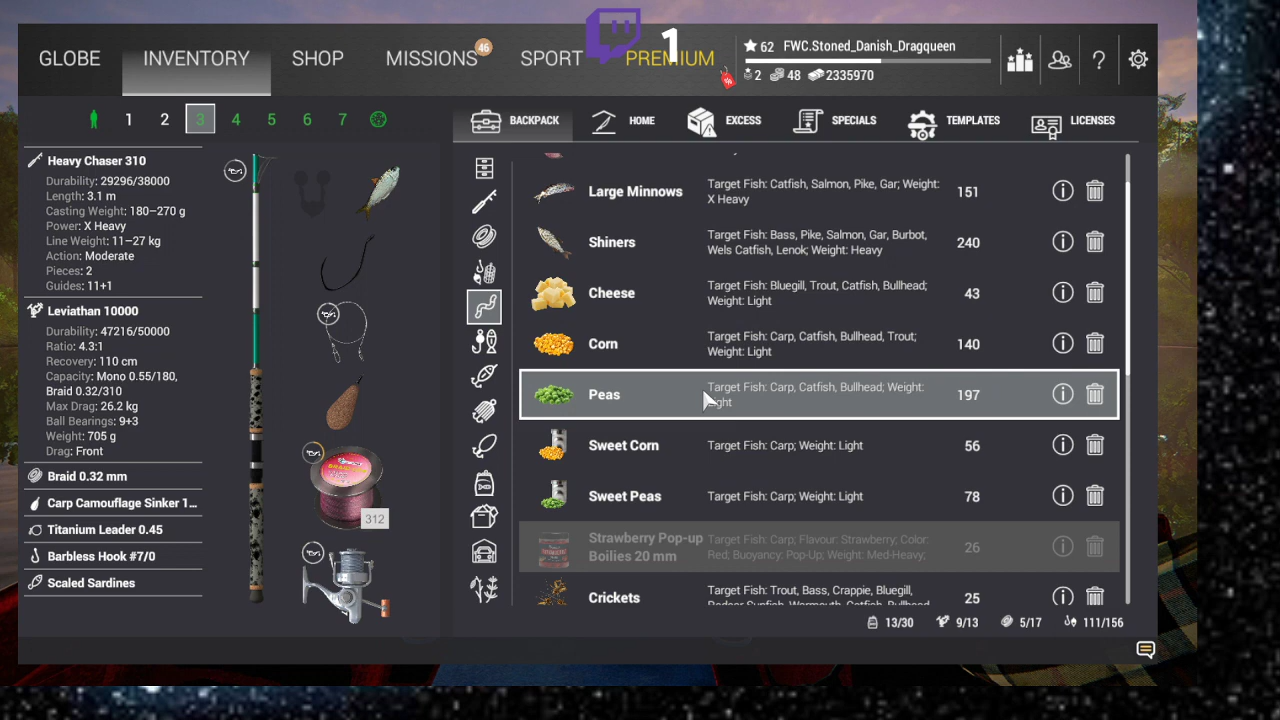 GLOBE
INVENTORY
SHOP
MISSIONS
46
SPORT
1
PREMIUM
62 FWC.Stoned_Danish_Dragqueen
2 48 2335970
?
1 2 3 4 5 6 7
BACKPACK
HOME
EXCESS
SPECIALS
TEMPLATES
LICENSES
Heavy Chaser 310
Durability: 29296/38000
Length: 3.1 m
Casting Weight: 180–270 g
Power: X Heavy
Line Weight: 11–27 kg
Action: Moderate
Pieces: 2
Guides: 11+1
Leviathan 10000
Durability: 47216/50000
Ratio: 4.3:1
Recovery: 110 cm
Capacity: Mono 0.55/180,
Braid 0.32/310
Max Drag: 26.2 kg
Ball Bearings: 9+3
Weight: 705 g
Drag: Front
Braid 0.32 mm
Carp Camouflage Sinker 1...
Titanium Leader 0.45
Barbless Hook #7/0
Scaled Sardines
312
Large Minnows
Target Fish: Catfish, Salmon, Pike, Gar; Weight:
X Heavy
151
Shiners
Target Fish: Bass, Pike, Salmon, Gar, Burbot,
Wels Catfish, Lenok; Weight: Heavy
240
Cheese
Target Fish: Bluegill, Trout, Catfish, Bullhead;
Weight: Light
43
Corn
Target Fish: Carp, Catfish, Bullhead, Trout;
Weight: Light
140
Peas
Target Fish: Carp, Catfish, Bullhead; Weight:
Light
197
Sweet Corn
Target Fish: Carp; Weight: Light
56
Sweet Peas
Target Fish: Carp; Weight: Light
78
Strawberry Pop-up
Boilies 20 mm
Target Fish: Carp; Flavour: Strawberry; Color:
Red; Buoyancy: Pop-Up; Weight: Med-Heavy;
26
Crickets
Target Fish: Trout, Bass, Crappie, Bluegill,
Redear Sunfish, Warmouth, Catfish, Bullhead
25
13/30 9/13 5/17 111/156